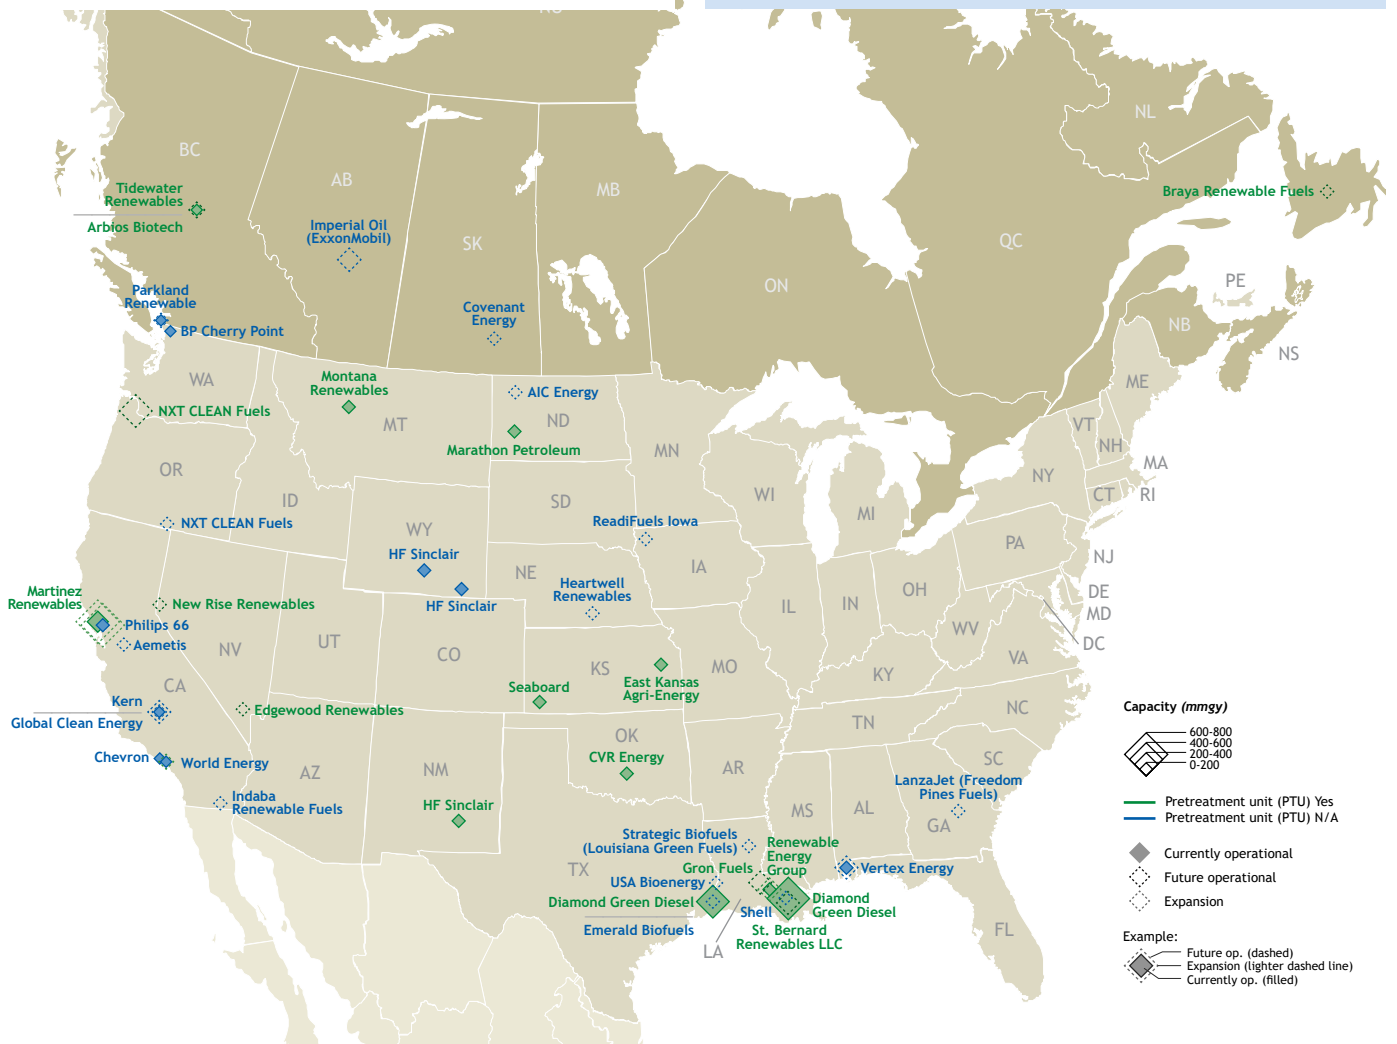 NL
BC
AB
MB
SK
ON
QC
PE
NB
NS
Tidewater
Renewables
Arbios Biotech
Imperial Oil
(ExxonMobil)
Braya Renewable Fuels
Parkland
Renewable
BP Cherry Point
Covenant
Energy
WA
Montana
Renewables
AIC Energy
NXT CLEAN Fuels
MT
ND
Marathon Petroleum
MN
ME
VT
NH
MA
NY
CT
RI
OR
ID
SD
WI
MI
NXT CLEAN Fuels
WY
ReadiFuels Iowa
HF Sinclair
HF Sinclair
NE
Heartwell
Renewables
IA
PA
NJ
OH
DE
MD
DC
IL
IN
WV
VA
Martinez
Renewables
New Rise Renewables
Philips 66
Aemetis
NV
UT
CO
KS
MO
KY
CA
Kern
Global Clean Energy
Edgewood Renewables
Seaboard
East Kansas
Agri-Energy
NC
TN
OK
CVR Energy
Chevron
World Energy
AZ
NM
AR
SC
Indaba
Renewable Fuels
HF Sinclair
MS
AL
GA
LanzaJet (Freedom
Pines Fuels)
Strategic Biofuels
(Louisiana Green Fuels)
Renewable
Energy
Group
Gron Fuels
TX
USA Bioenergy
Vertex Energy
Diamond Green Diesel
Shell
Diamond
Green Diesel
Emerald Biofuels
St. Bernard
Renewables LLC
LA
FL
Capacity (mmgy)
600-800
400-600
200-400
0-200
Pretreatment unit (PTU) Yes
Pretreatment unit (PTU) N/A
Currently operational
Future operational
Expansion
Example:
Future op. (dashed)
Expansion (lighter dashed line)
Currently op. (filled)